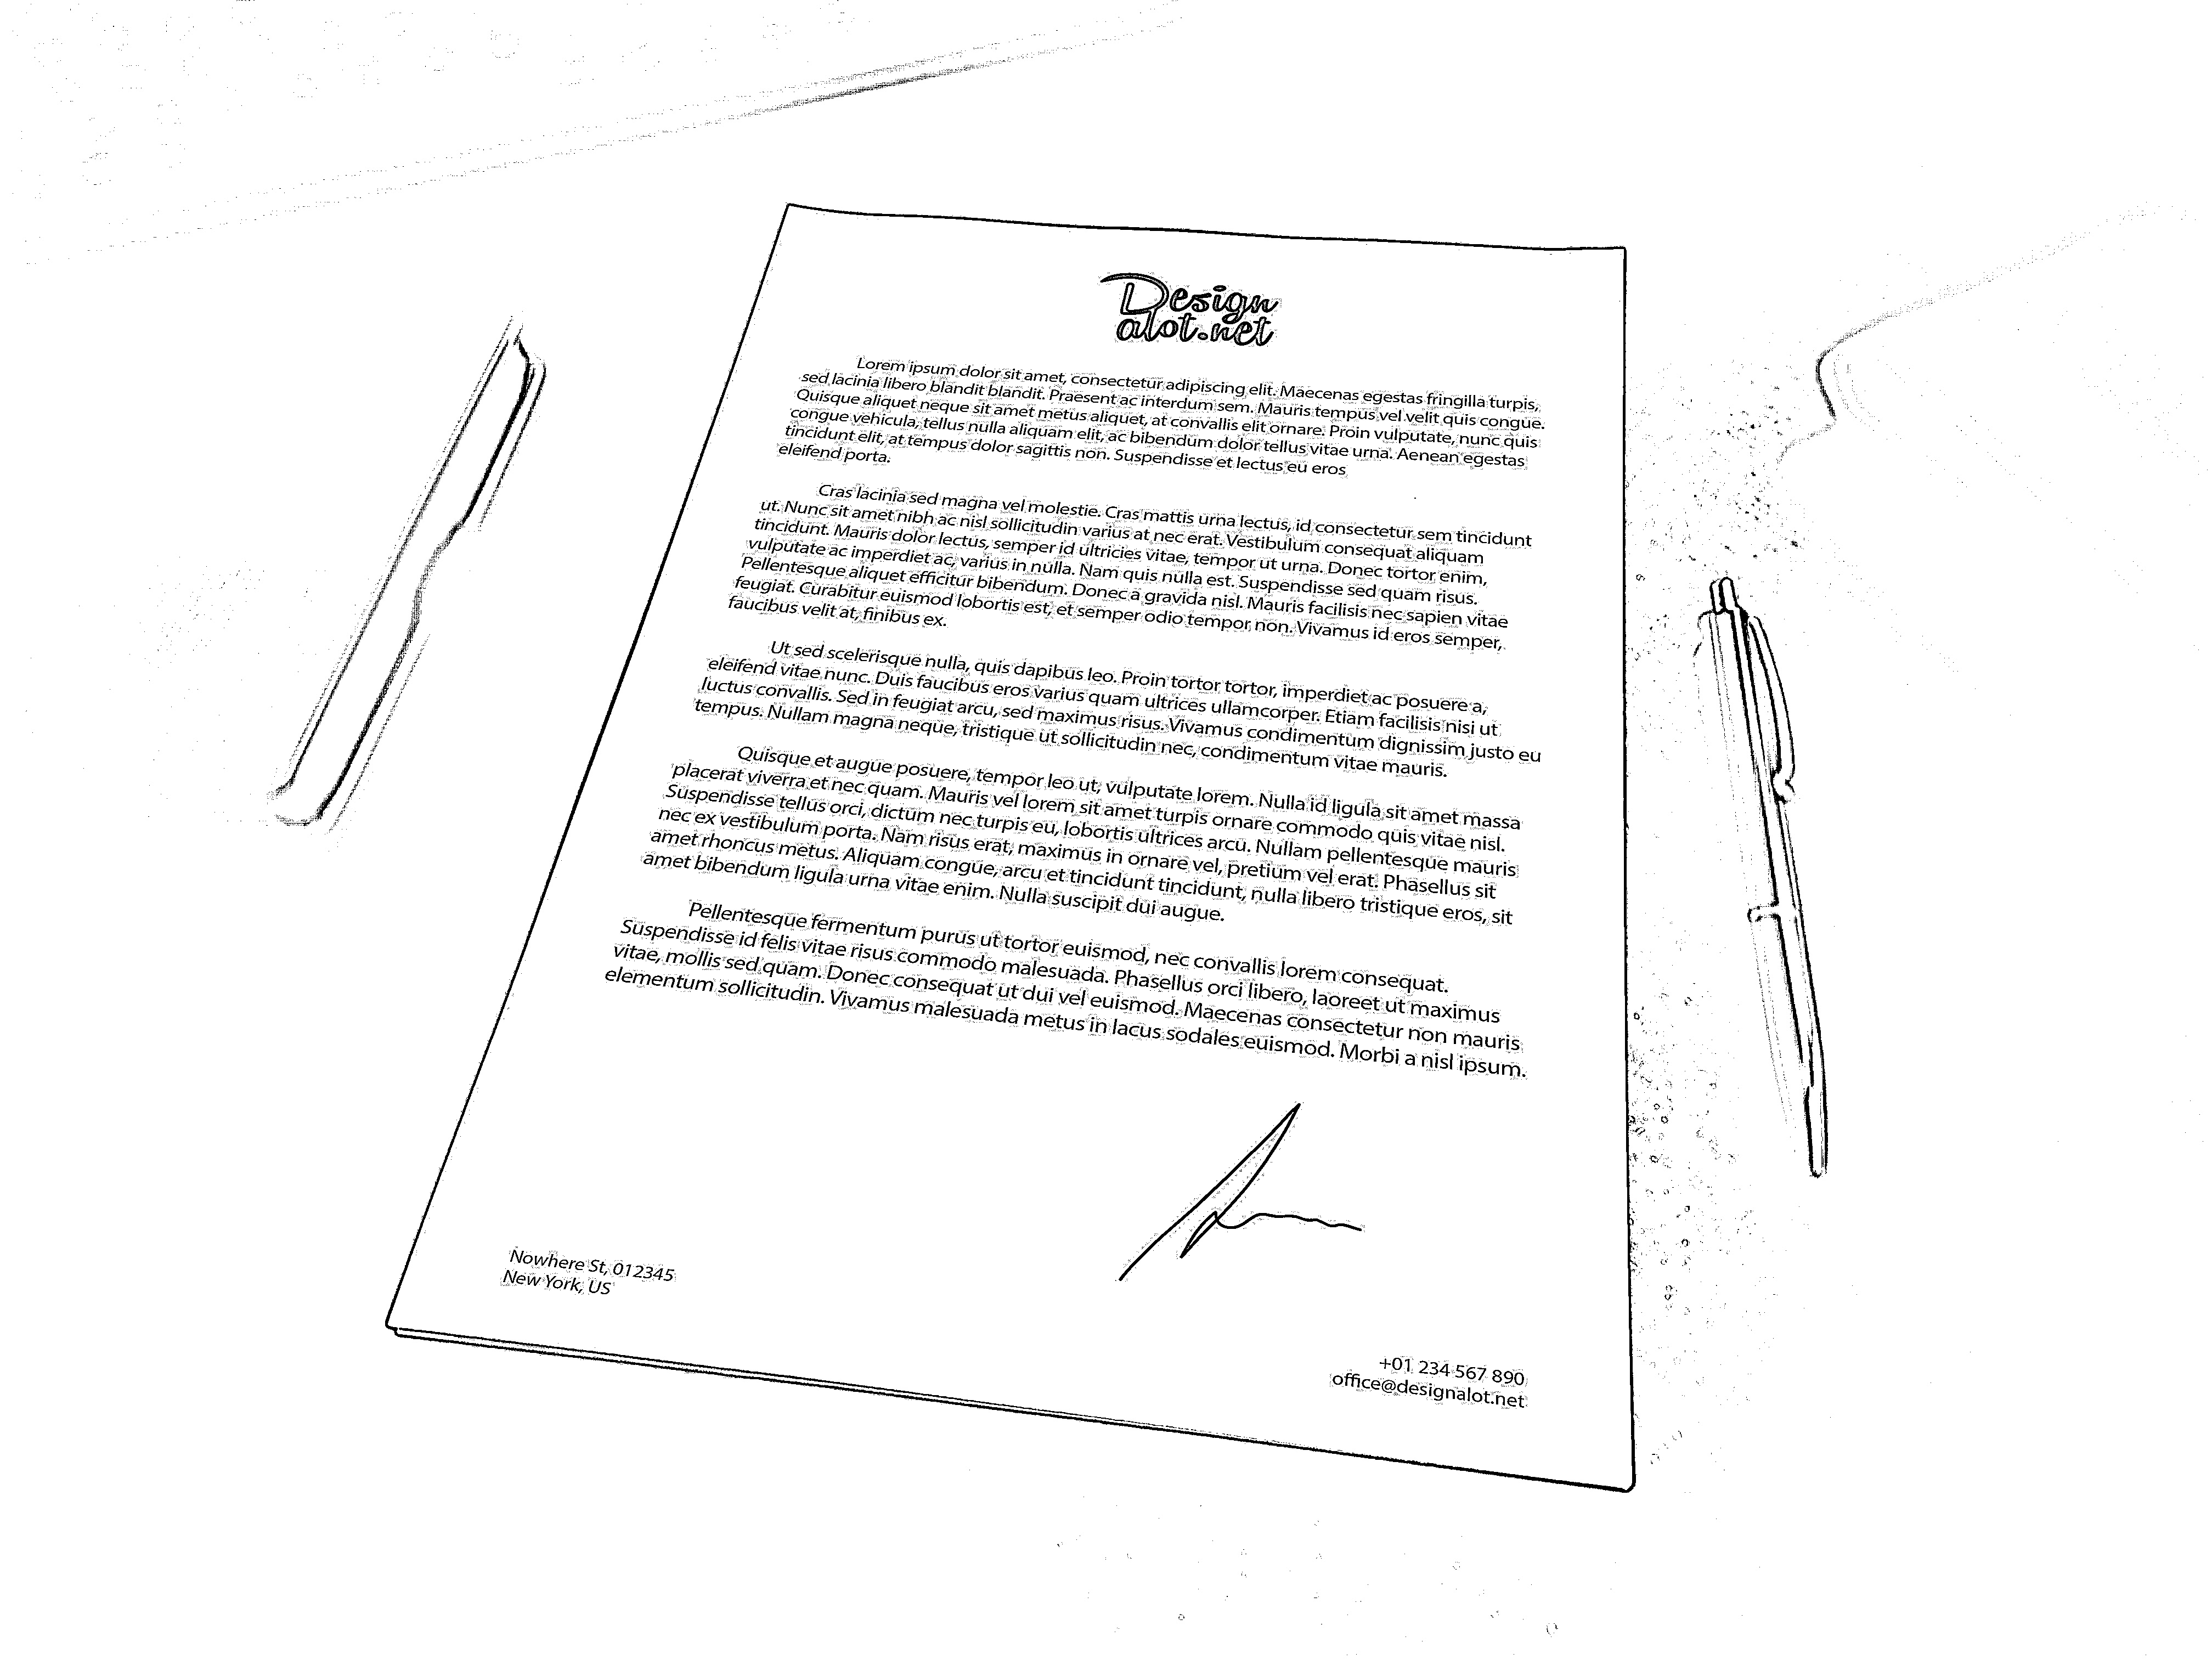 Design
alot.net
Lorem ipsum dolor sit amet, consectetur adipiscing elit. Maecenas egestas fringilla turpis,
sed lacinia libero blandit blandit. Praesent ac interdum sem. Mauris tempus vel velit quis congue.
Quisque aliquet neque sit amet metus aliquet, at convallis elit ornare. Proin vulputate, nunc quis
congue vehicula, tellus nulla aliquam elit, ac bibendum dolor tellus vitae urna. Aenean egestas
tincidunt elit, at tempus dolor sagittis non. Suspendisse et lectus eu eros
eleifend porta.
Cras lacinia sed magna vel molestie. Cras mattis urna lectus, id consectetur sem tincidunt
ut. Nunc sit amet nibh ac nisl sollicitudin varius at nec erat. Vestibulum consequat aliquam
tincidunt. Mauris dolor lectus, semper id ultricies vitae, tempor ut urna. Donec tortor enim,
vulputate ac imperdiet ac, varius in nulla. Nam quis nulla est. Suspendisse sed quam risus.
Pellentesque aliquet efficitur bibendum. Donec a gravida nisl. Mauris facilisis nec sapien vitae
feugiat. Curabitur euismod lobortis est, et semper odio tempor non. Vivamus id eros semper,
faucibus velit at, finibus ex.
Ut sed scelerisque nulla, quis dapibus leo. Proin tortor tortor, imperdiet ac posuere a,
eleifend vitae nunc. Duis faucibus eros varius quam ultrices ullamcorper. Etiam facilisis nisi ut
luctus convallis. Sed in feugiat arcu, sed maximus risus. Vivamus condimentum dignissim justo eu
tempus. Nullam magna neque, tristique ut sollicitudin nec, condimentum vitae mauris.
Quisque et augue posuere, tempor leo ut, vulputate lorem. Nulla id ligula sit amet massa
placerat viverra et nec quam. Mauris vel lorem sit amet turpis ornare commodo quis vitae nisl.
Suspendisse tellus orci, dictum nec turpis eu, lobortis ultrices arcu. Nullam pellentesque mauris
nec ex vestibulum porta. Nam risus erat, maximus in ornare vel, pretium vel erat. Phasellus sit
amet rhoncus metus. Aliquam congue, arcu et tincidunt tincidunt, nulla libero tristique eros, sit
amet bibendum ligula urna vitae enim. Nulla suscipit dui augue.
Pellentesque fermentum purus ut tortor euismod, nec convallis lorem consequat.
Suspendisse id felis vitae risus commodo malesuada. Phasellus orci libero, laoreet ut maximus
vitae, mollis sed quam. Donec consequat ut dui vel euismod. Maecenas consectetur non mauris
elementum sollicitudin. Vivamus malesuada metus in lacus sodales euismod. Morbi a nisl ipsum.
Nowhere St, 012345
New York, US
+01 234 567 890
office@designalot.net